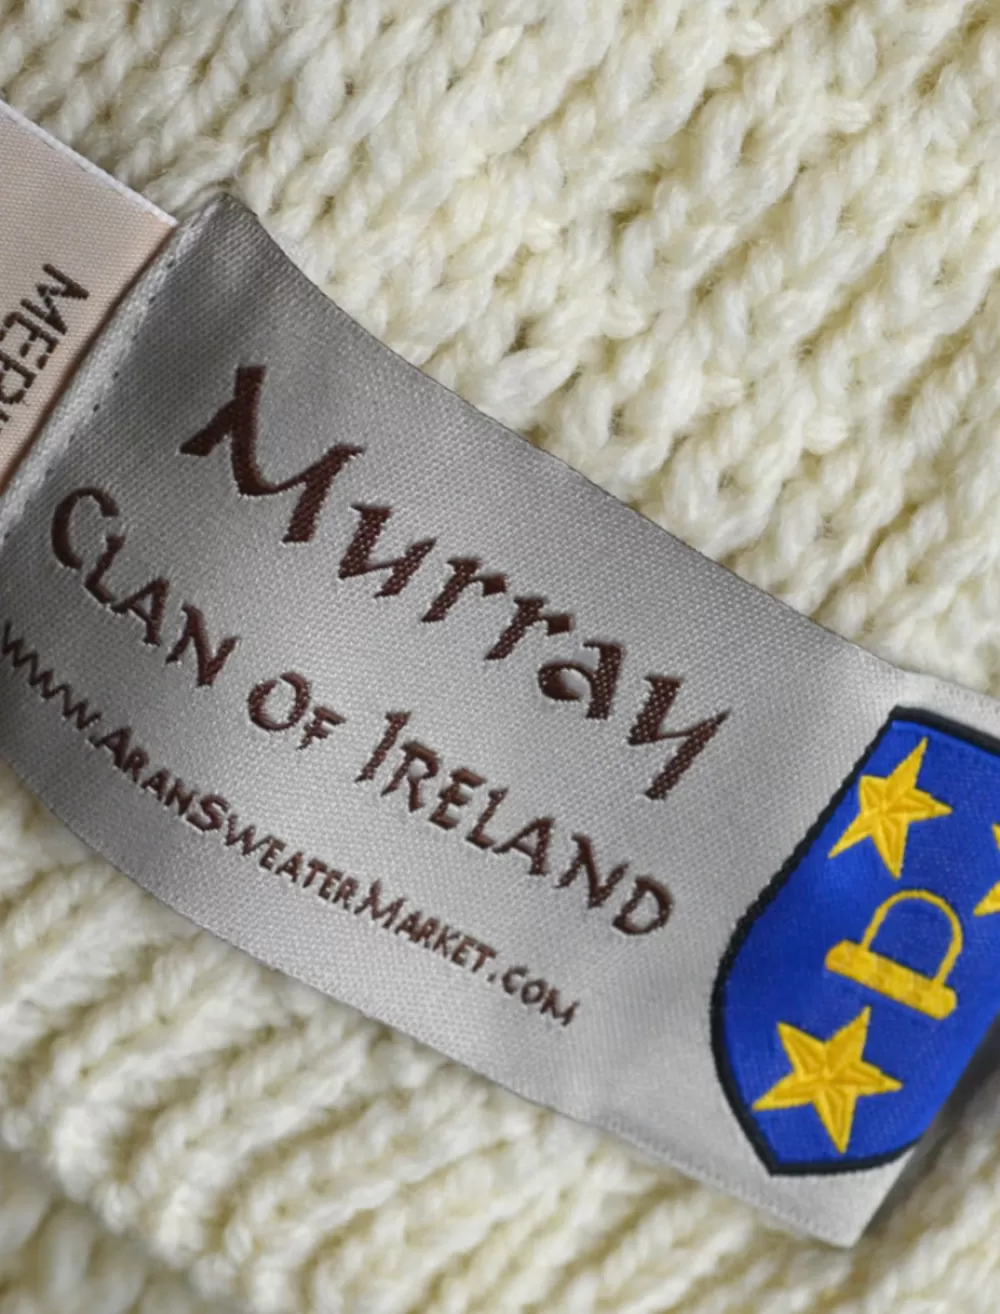 Murray
Clan Of Ireland
www.AranSweaterMarket.com